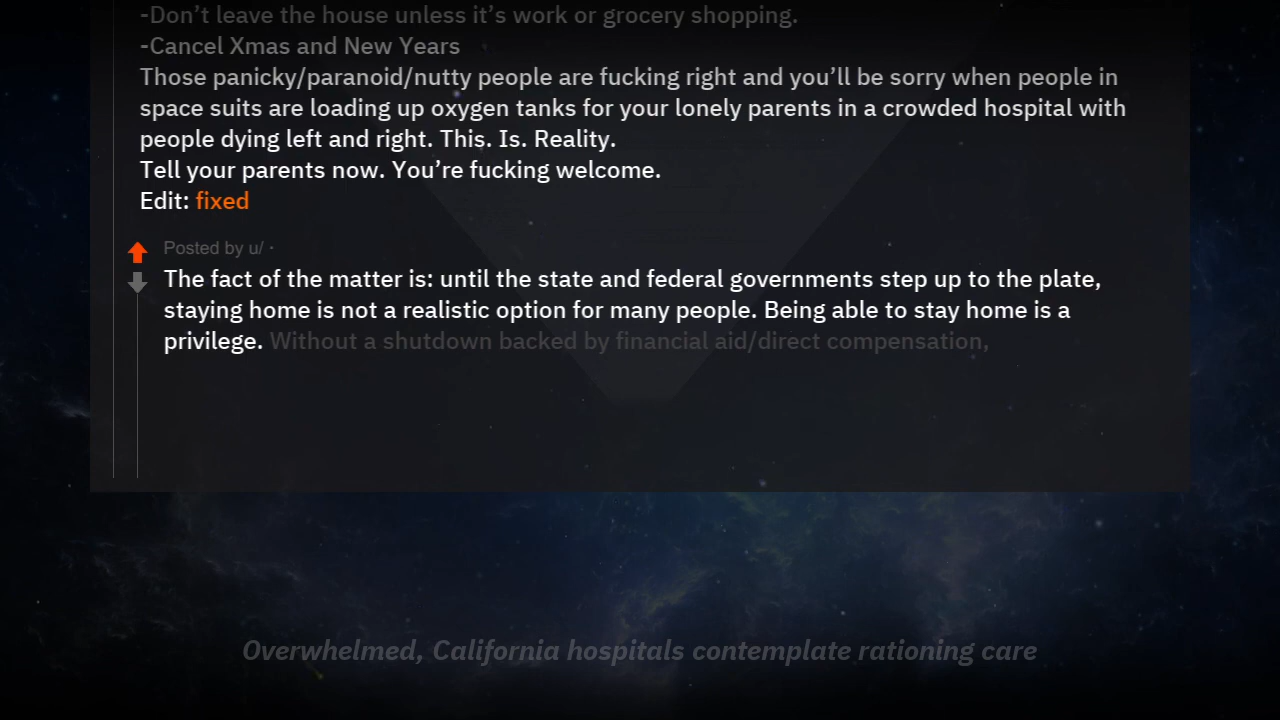 -Don’t leave the house unless it’s work or grocery shopping.
-Cancel Xmas and New Years
Those panicky/paranoid/nutty people are fucking right and you’ll be sorry when people in
space suits are loading up oxygen tanks for your lonely parents in a crowded hospital with
people dying left and right. This. Is. Reality.
Tell your parents now. You’re fucking welcome.
Edit: fixed
Posted by u/ ·
The fact of the matter is: until the state and federal governments step up to the plate,
staying home is not a realistic option for many people. Being able to stay home is a
privilege. Without a shutdown backed by financial aid/direct compensation,
Overwhelmed, California hospitals contemplate rationing care